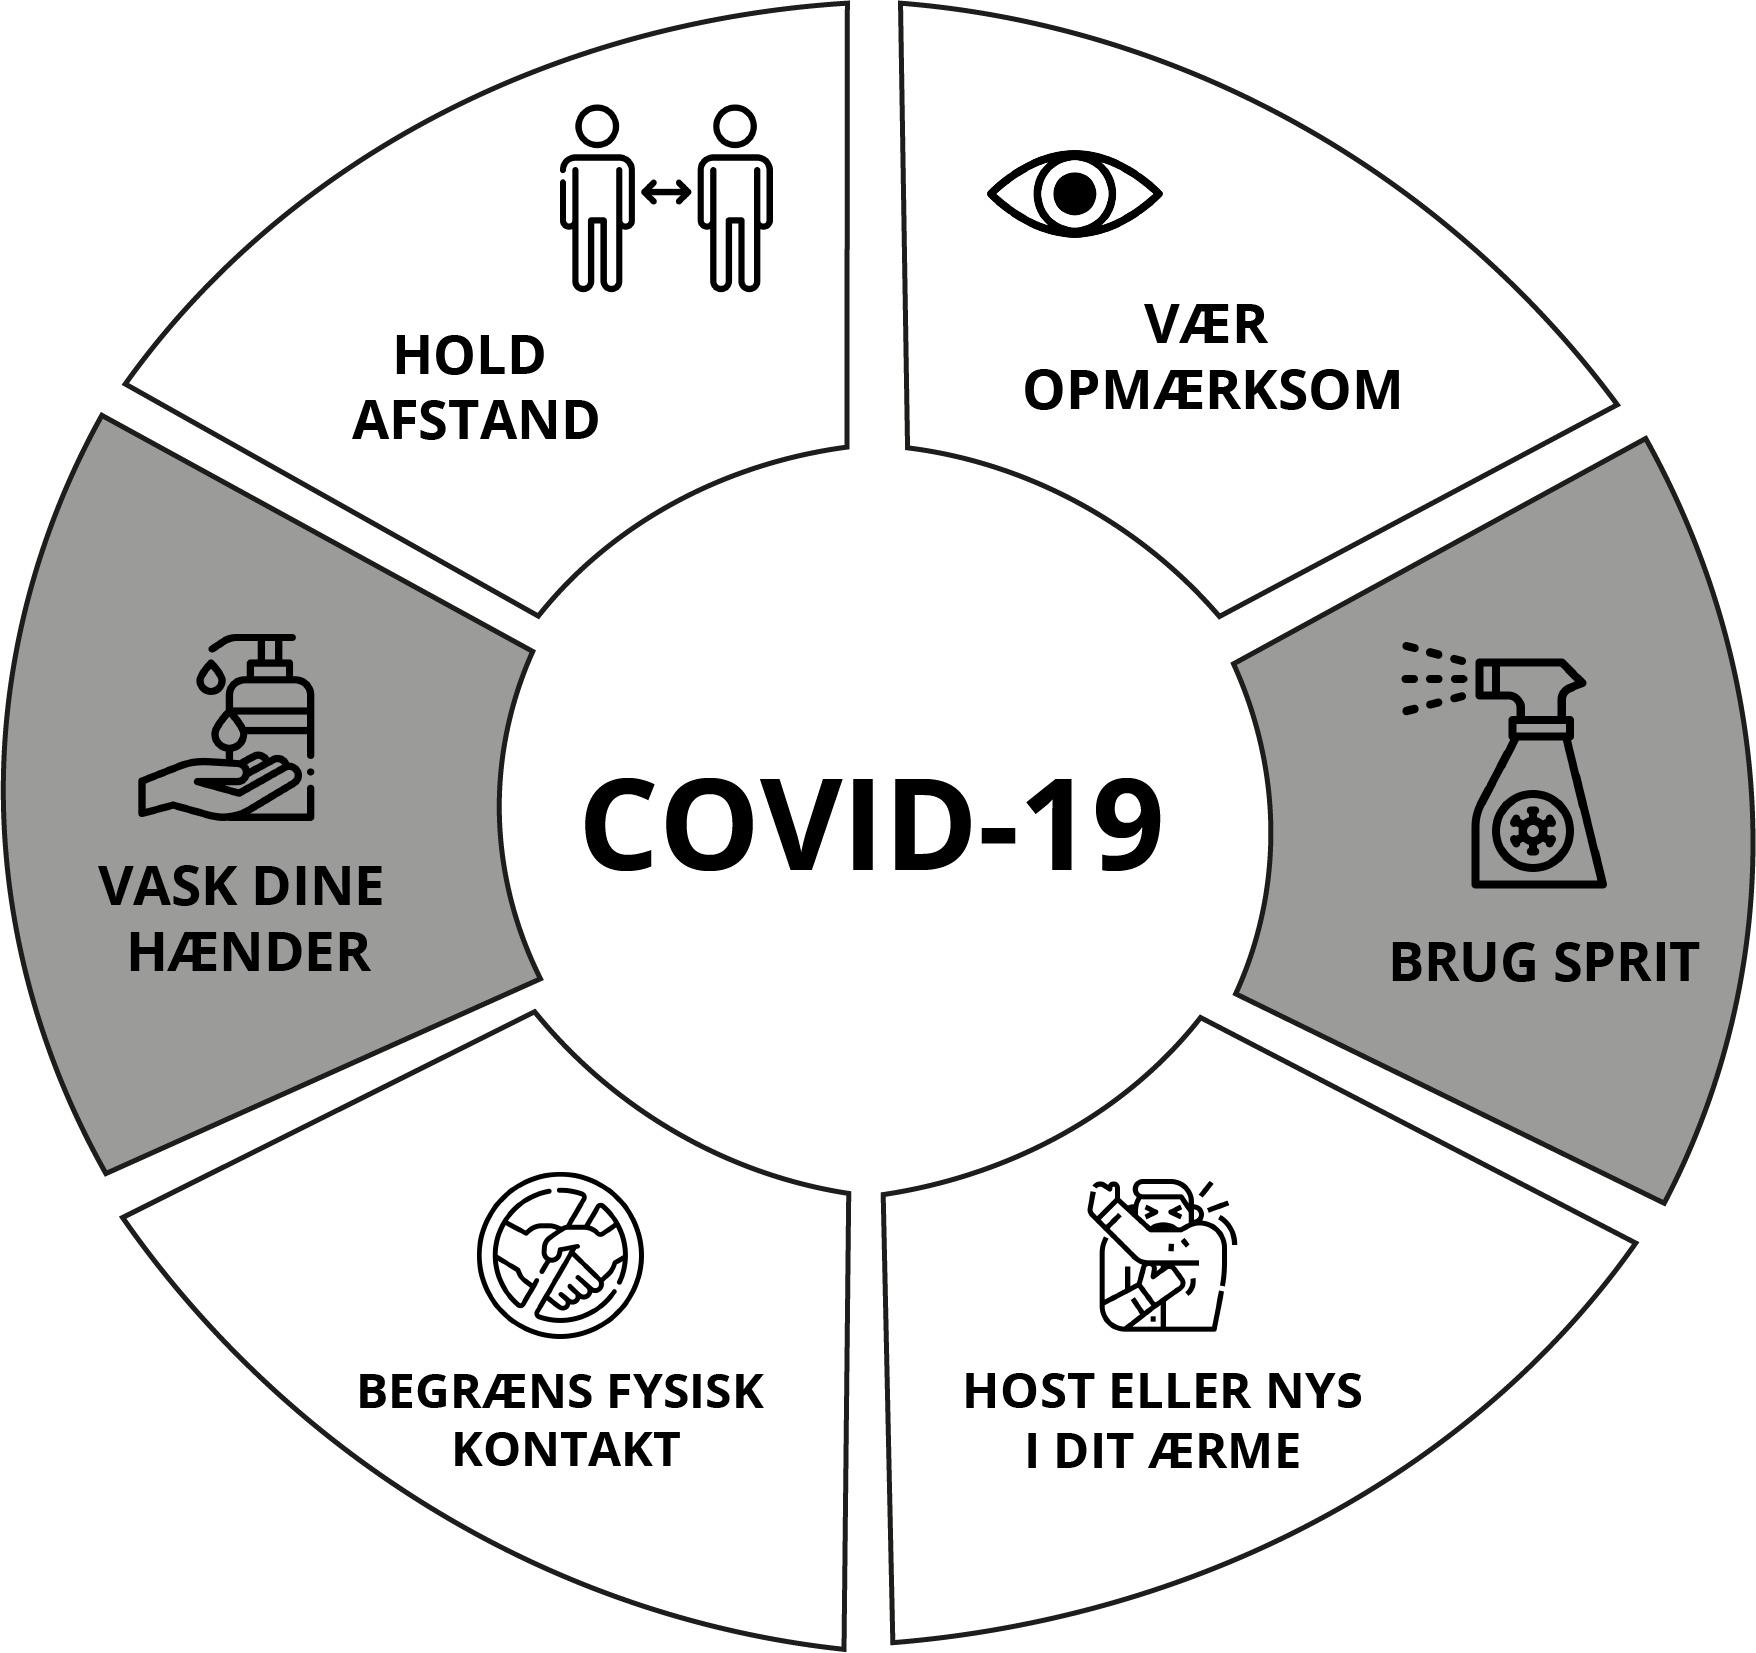 HOLD
AFSTAND
VÆR
OPMÆRKSOM
VASK DINE
HÆNDER
COVID-19
BRUG SPRIT
BEGRÆNS FYSISK
KONTAKT
HOST ELLER NYS
I DIT ÆRME